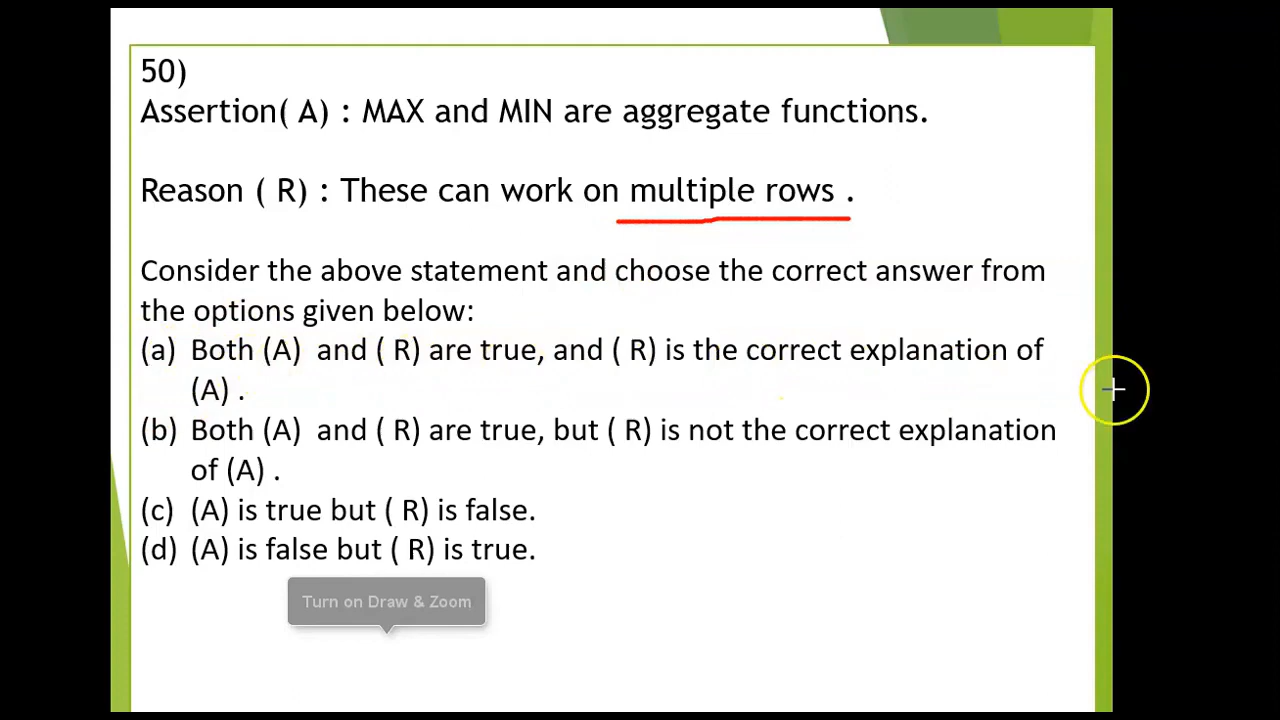 50)
Assertion( A) : MAX and MIN are aggregate functions.
Reason ( R) : These can work on multiple rows .
Consider the above statement and choose the correct answer from
the options given below:
(a) Both (A) and ( R) are true, and ( R) is the correct explanation of
(A) .
(b) Both (A) and ( R) are true, but ( R) is not the correct explanation
of (A) .
(c) (A) is true but ( R) is false.
(d) (A) is false but ( R) is true.
Turn on Draw & Zoom